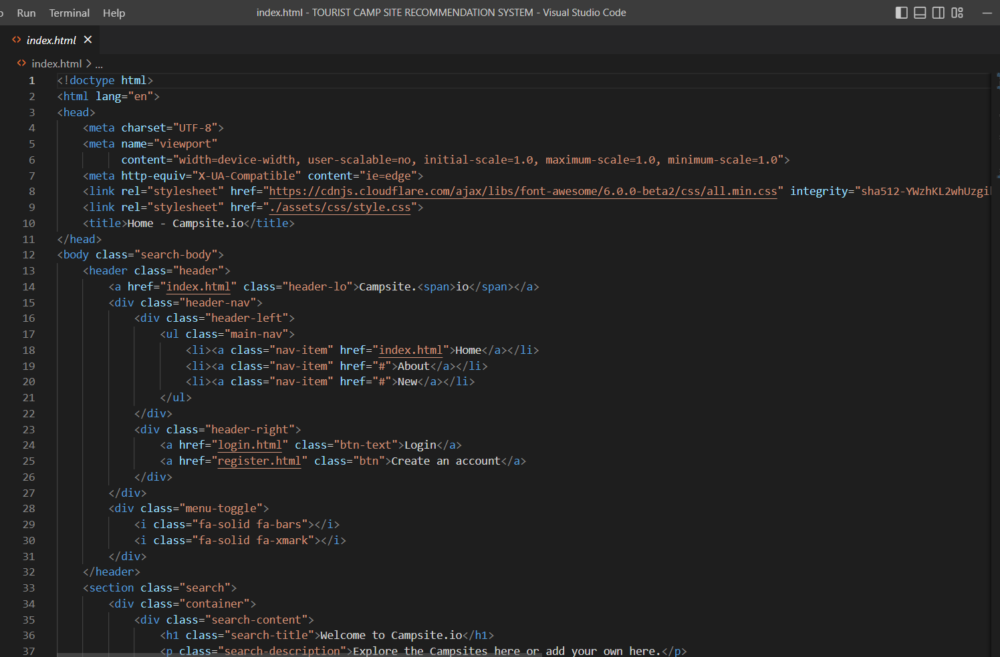 Run Terminal Help index.html - TOURIST CAMP SITE RECOMMENDATION SYSTEM - Visual Studio Code
index.html
index.html > ...
1 <!doctype html>
2 <html lang="en">
3 <head>
4 <meta charset="UTF-8">
5 <meta name="viewport"
6 content="width=device-width, user-scalable=no, initial-scale=1.0, maximum-scale=1.0, minimum-scale=1.0">
7 <meta http-equiv="X-UA-Compatible" content="ie=edge">
8 <link rel="stylesheet" href="https://cdnjs.cloudflare.com/ajax/libs/font-awesome/6.0.0-beta2/css/all.min.css" integrity="sha512-YWzhKL2whUzgi
9 <link rel="stylesheet" href="./assets/css/style.css">
10 <title>Home - Campsite.io</title>
11 </head>
12 <body class="search-body">
13 <header class="header">
14 <a href="index.html" class="header-lo">Campsite.<span>io</span></a>
15 <div class="header-nav">
16 <div class="header-left">
17 <ul class="main-nav">
18 <li><a class="nav-item" href="index.html">Home</a></li>
19 <li><a class="nav-item" href="#">About</a></li>
20 <li><a class="nav-item" href="#">New</a></li>
21 </ul>
22 </div>
23 <div class="header-right">
24 <a href="login.html" class="btn-text">Login</a>
25 <a href="register.html" class="btn">Create an account</a>
26 </div>
27 </div>
28 <div class="menu-toggle">
29 <i class="fa-solid fa-bars"></i>
30 <i class="fa-solid fa-xmark"></i>
31 </div>
32 </header>
33 <section class="search">
34 <div class="container">
35 <div class="search-content">
36 <h1 class="search-title">Welcome to Campsite.io</h1>
37 <p class="search-description">Explore the Campsites here or add your own here.</p>